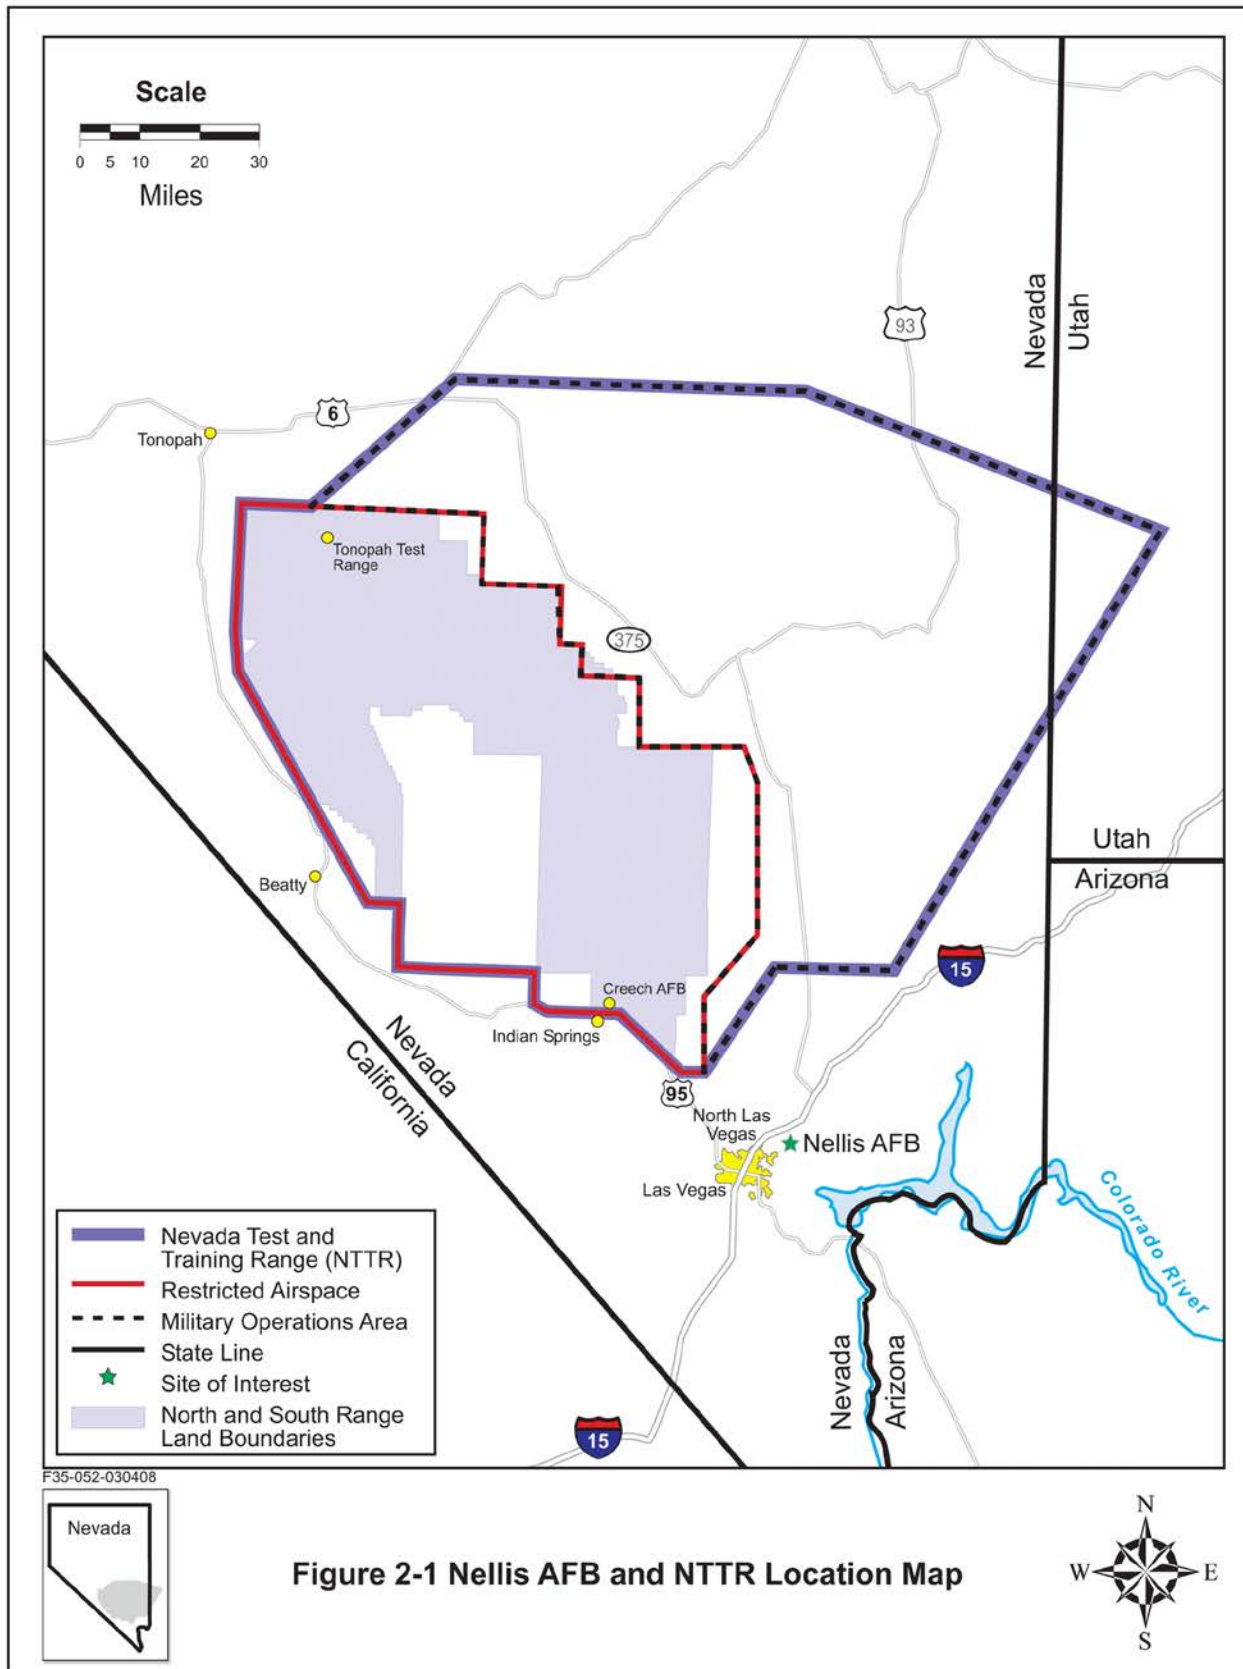 Scale
0 5 10 20 30
Miles
Nevada
Utah
93
6
Tonopah
Tonopah Test
Range
375
Utah
Arizona
Beatty
15
Creech AFB
Indian Springs
Nevada
California
95
North Las
Vegas
Nellis AFB
Las Vegas
Colorado River
Nevada Test and
Training Range (NTTR)
Restricted Airspace
Military Operations Area
State Line
Site of Interest
North and South Range
Land Boundaries
Nevada
Arizona
15
F35-052-030408
Nevada
Figure 2-1 Nellis AFB and NTTR Location Map
N
W E
S